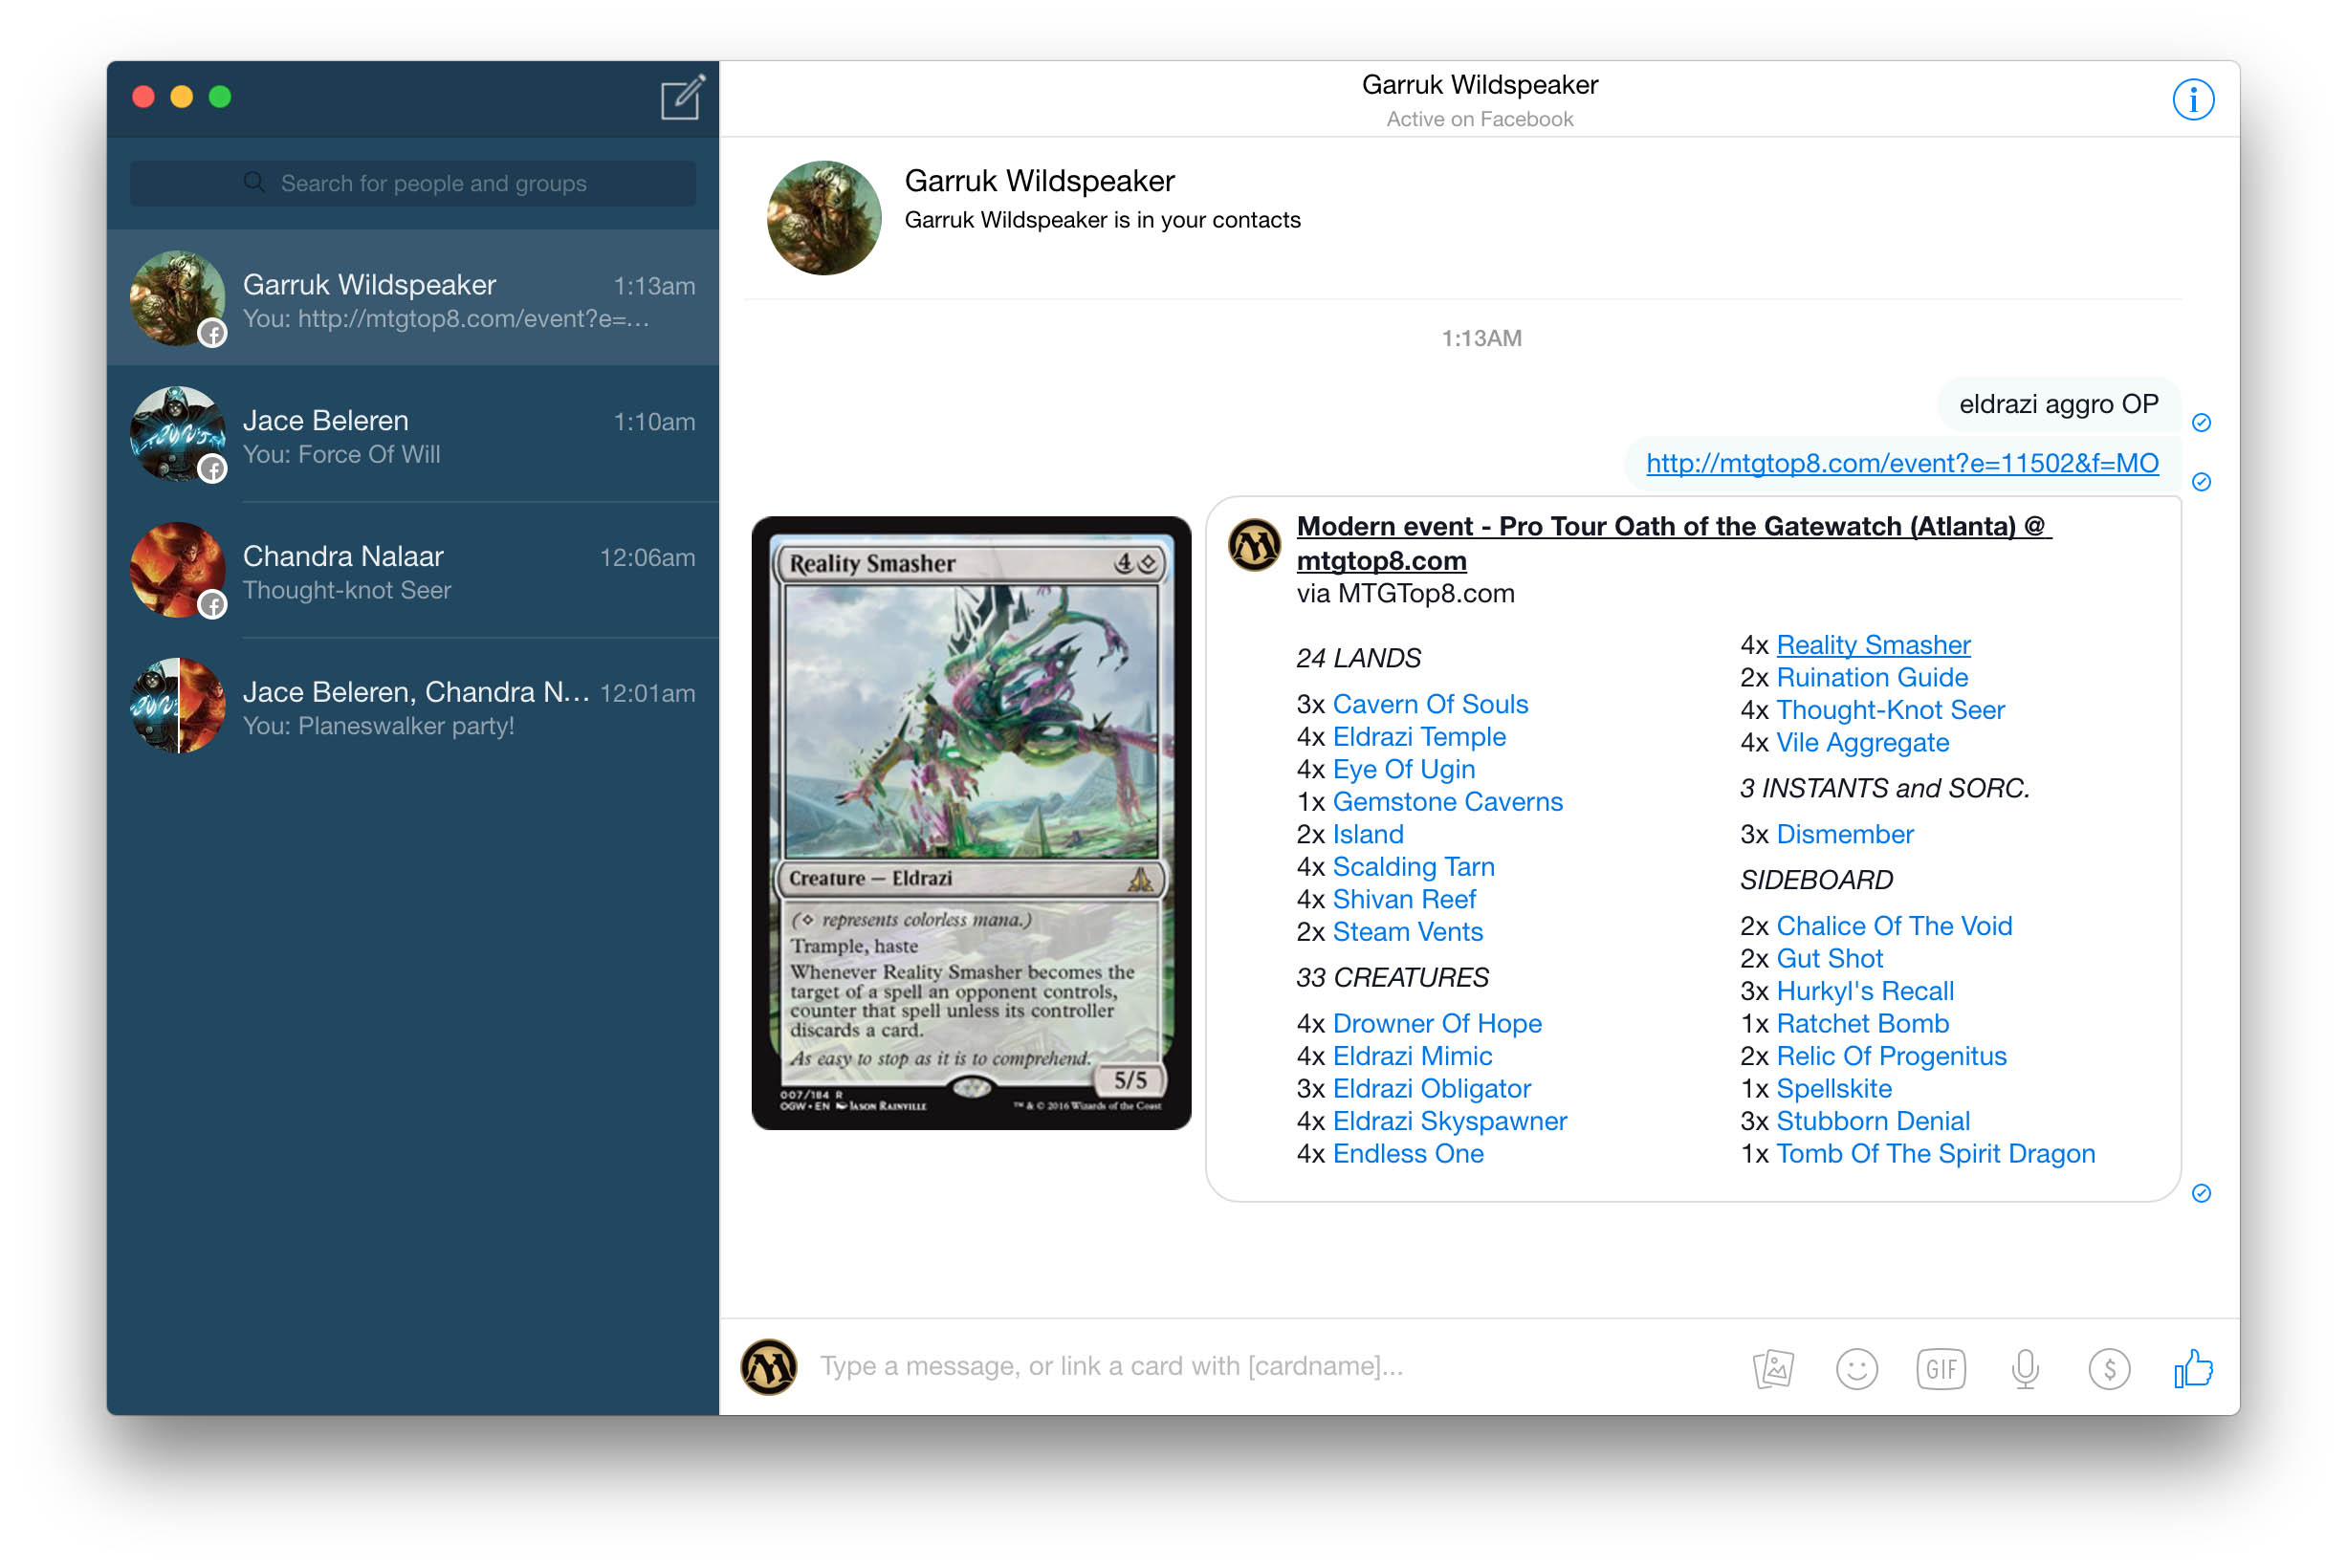 Search for people and groups
Garruk Wildspeaker 1:13am
You: http://mtgtop8.com/event?e=...
Jace Beleren 1:10am
You: Force Of Will
Chandra Nalaar 12:06am
Thought-knot Seer
Jace Beleren, Chandra N... 12:01am
You: Planeswalker party!
Garruk Wildspeaker
Active on Facebook
Garruk Wildspeaker
Garruk Wildspeaker is in your contacts
1:13AM
eldrazi aggro OP
http://mtgtop8.com/event?e=11502&f=MO
Reality Smasher 4
Creature — Eldrazi
(◇ represents colorless mana.)
Trample, haste
Whenever Reality Smasher becomes the
target of a spell an opponent controls,
counter that spell unless its controller
discards a card.
As easy to stop as it is to comprehend.
5/5
007/184 R
OGW • EN Jason Rainville
™ & © 2016 Wizards of the Coast
Modern event - Pro Tour Oath of the Gatewatch (Atlanta) @
mtgtop8.com
via MTGTop8.com
24 LANDS
3x Cavern Of Souls
4x Eldrazi Temple
4x Eye Of Ugin
1x Gemstone Caverns
2x Island
4x Scalding Tarn
4x Shivan Reef
2x Steam Vents
33 CREATURES
4x Drowner Of Hope
4x Eldrazi Mimic
3x Eldrazi Obligator
4x Eldrazi Skyspawner
4x Endless One
4x Reality Smasher
2x Ruination Guide
4x Thought-Knot Seer
4x Vile Aggregate
3 INSTANTS and SORC.
3x Dismember
SIDEBOARD
2x Chalice Of The Void
2x Gut Shot
3x Hurkyl's Recall
1x Ratchet Bomb
2x Relic Of Progenitus
1x Spellskite
3x Stubborn Denial
1x Tomb Of The Spirit Dragon
Type a message, or link a card with [cardname]...
GIF